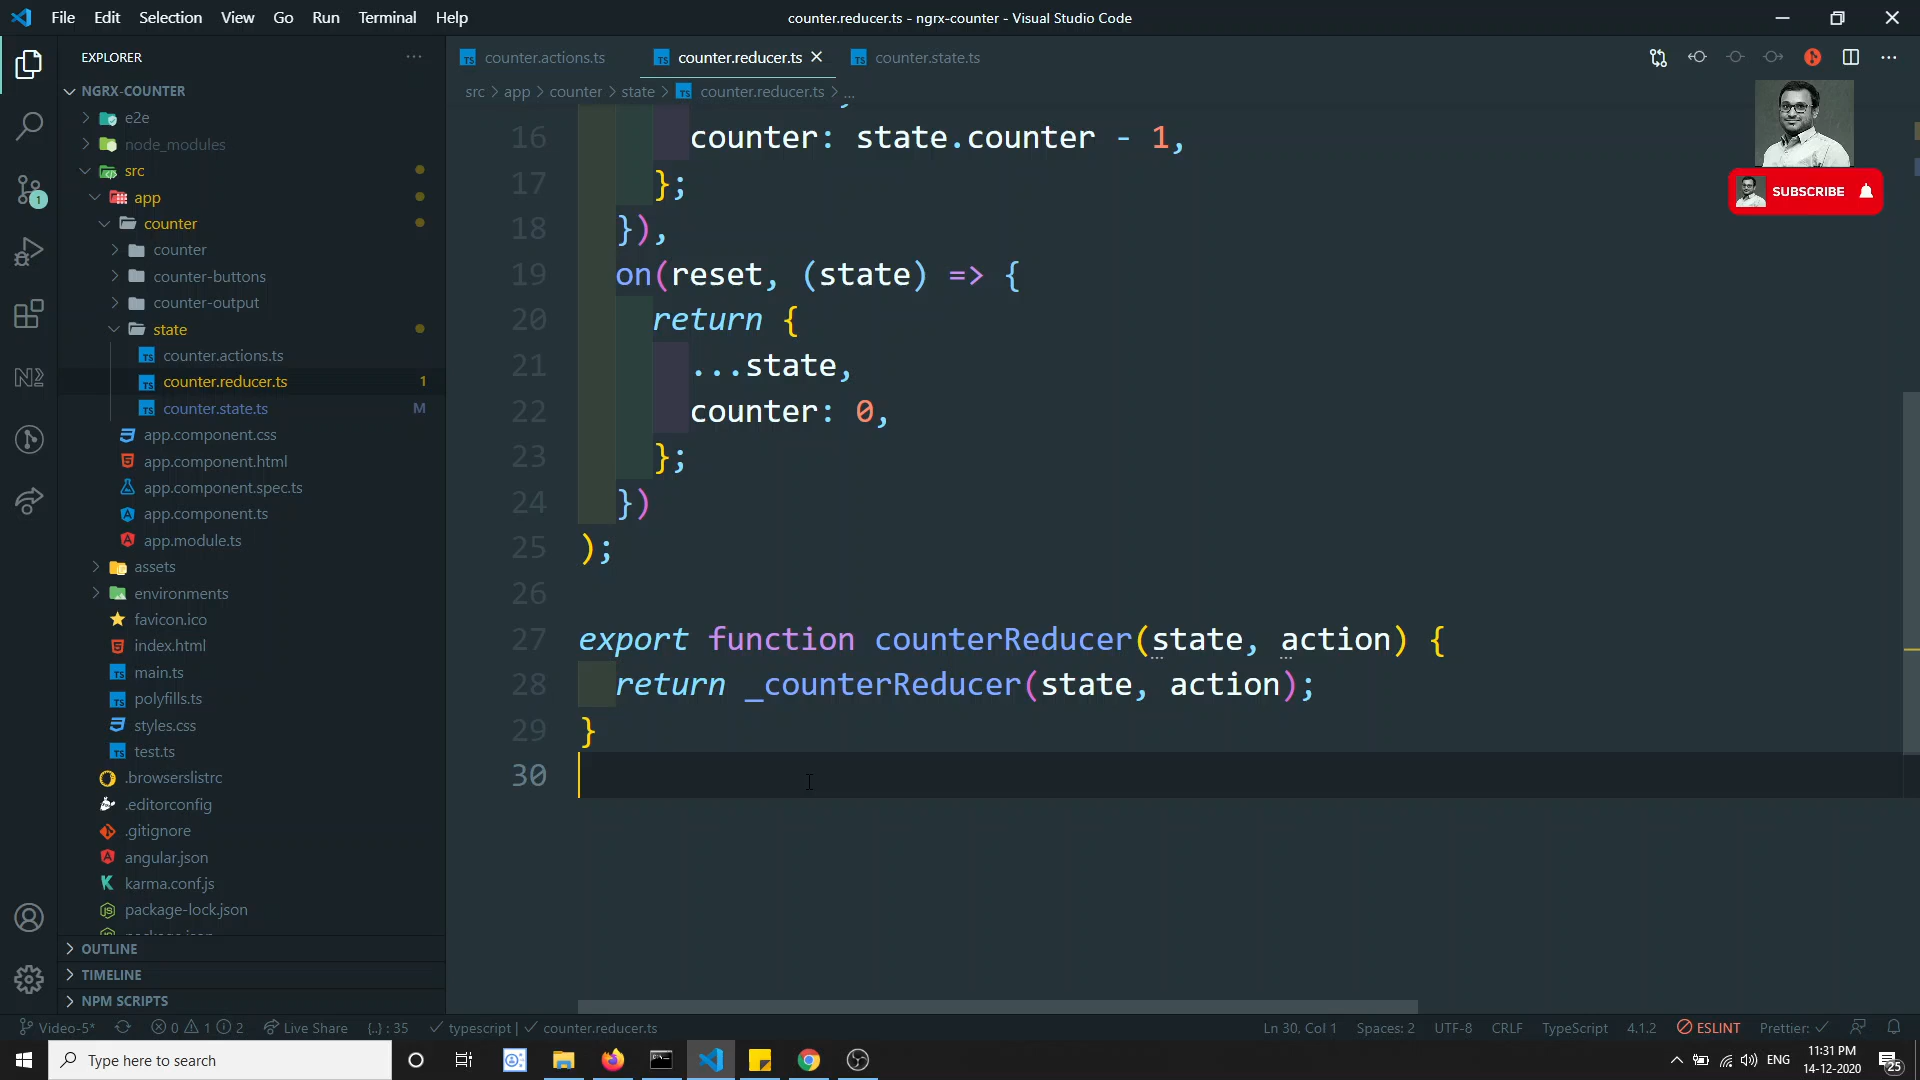 File Edit Selection View Go Run Terminal Help
counter.reducer.ts - ngrx-counter - Visual Studio Code
EXPLORER
NGRX-COUNTER
e2e
node_modules
src
app
counter
counter
counter-buttons
counter-output
state
counter.actions.ts
counter.reducer.ts 1
counter.state.ts M
app.component.css
app.component.html
app.component.spec.ts
app.component.ts
app.module.ts
assets
environments
favicon.ico
index.html
main.ts
polyfills.ts
styles.css
test.ts
.browserslistrc
.editorconfig
.gitignore
angular.json
karma.conf.js
package-lock.json
OUTLINE
TIMELINE
NPM SCRIPTS
counter.actions.ts counter.reducer.ts counter.state.ts
src > app > counter > state > counter.reducer.ts > ...
16 counter: state.counter - 1,
17 };
18 }),
19 on(reset, (state) => {
20 return {
21 ...state,
22 counter: 0,
23 };
24 })
25 );
26
27 export function counterReducer(state, action) {
28 return _counterReducer(state, action);
29 }
30
SUBSCRIBE
1
Video-5* 0 1 2 Live Share {..} : 35 typescript | counter.reducer.ts Ln 30, Col 1 Spaces: 2 UTF-8 CRLF TypeScript 4.1.2 ESLINT Prettier:
Type here to search
ENG
11:31 PM
14-12-2020
25